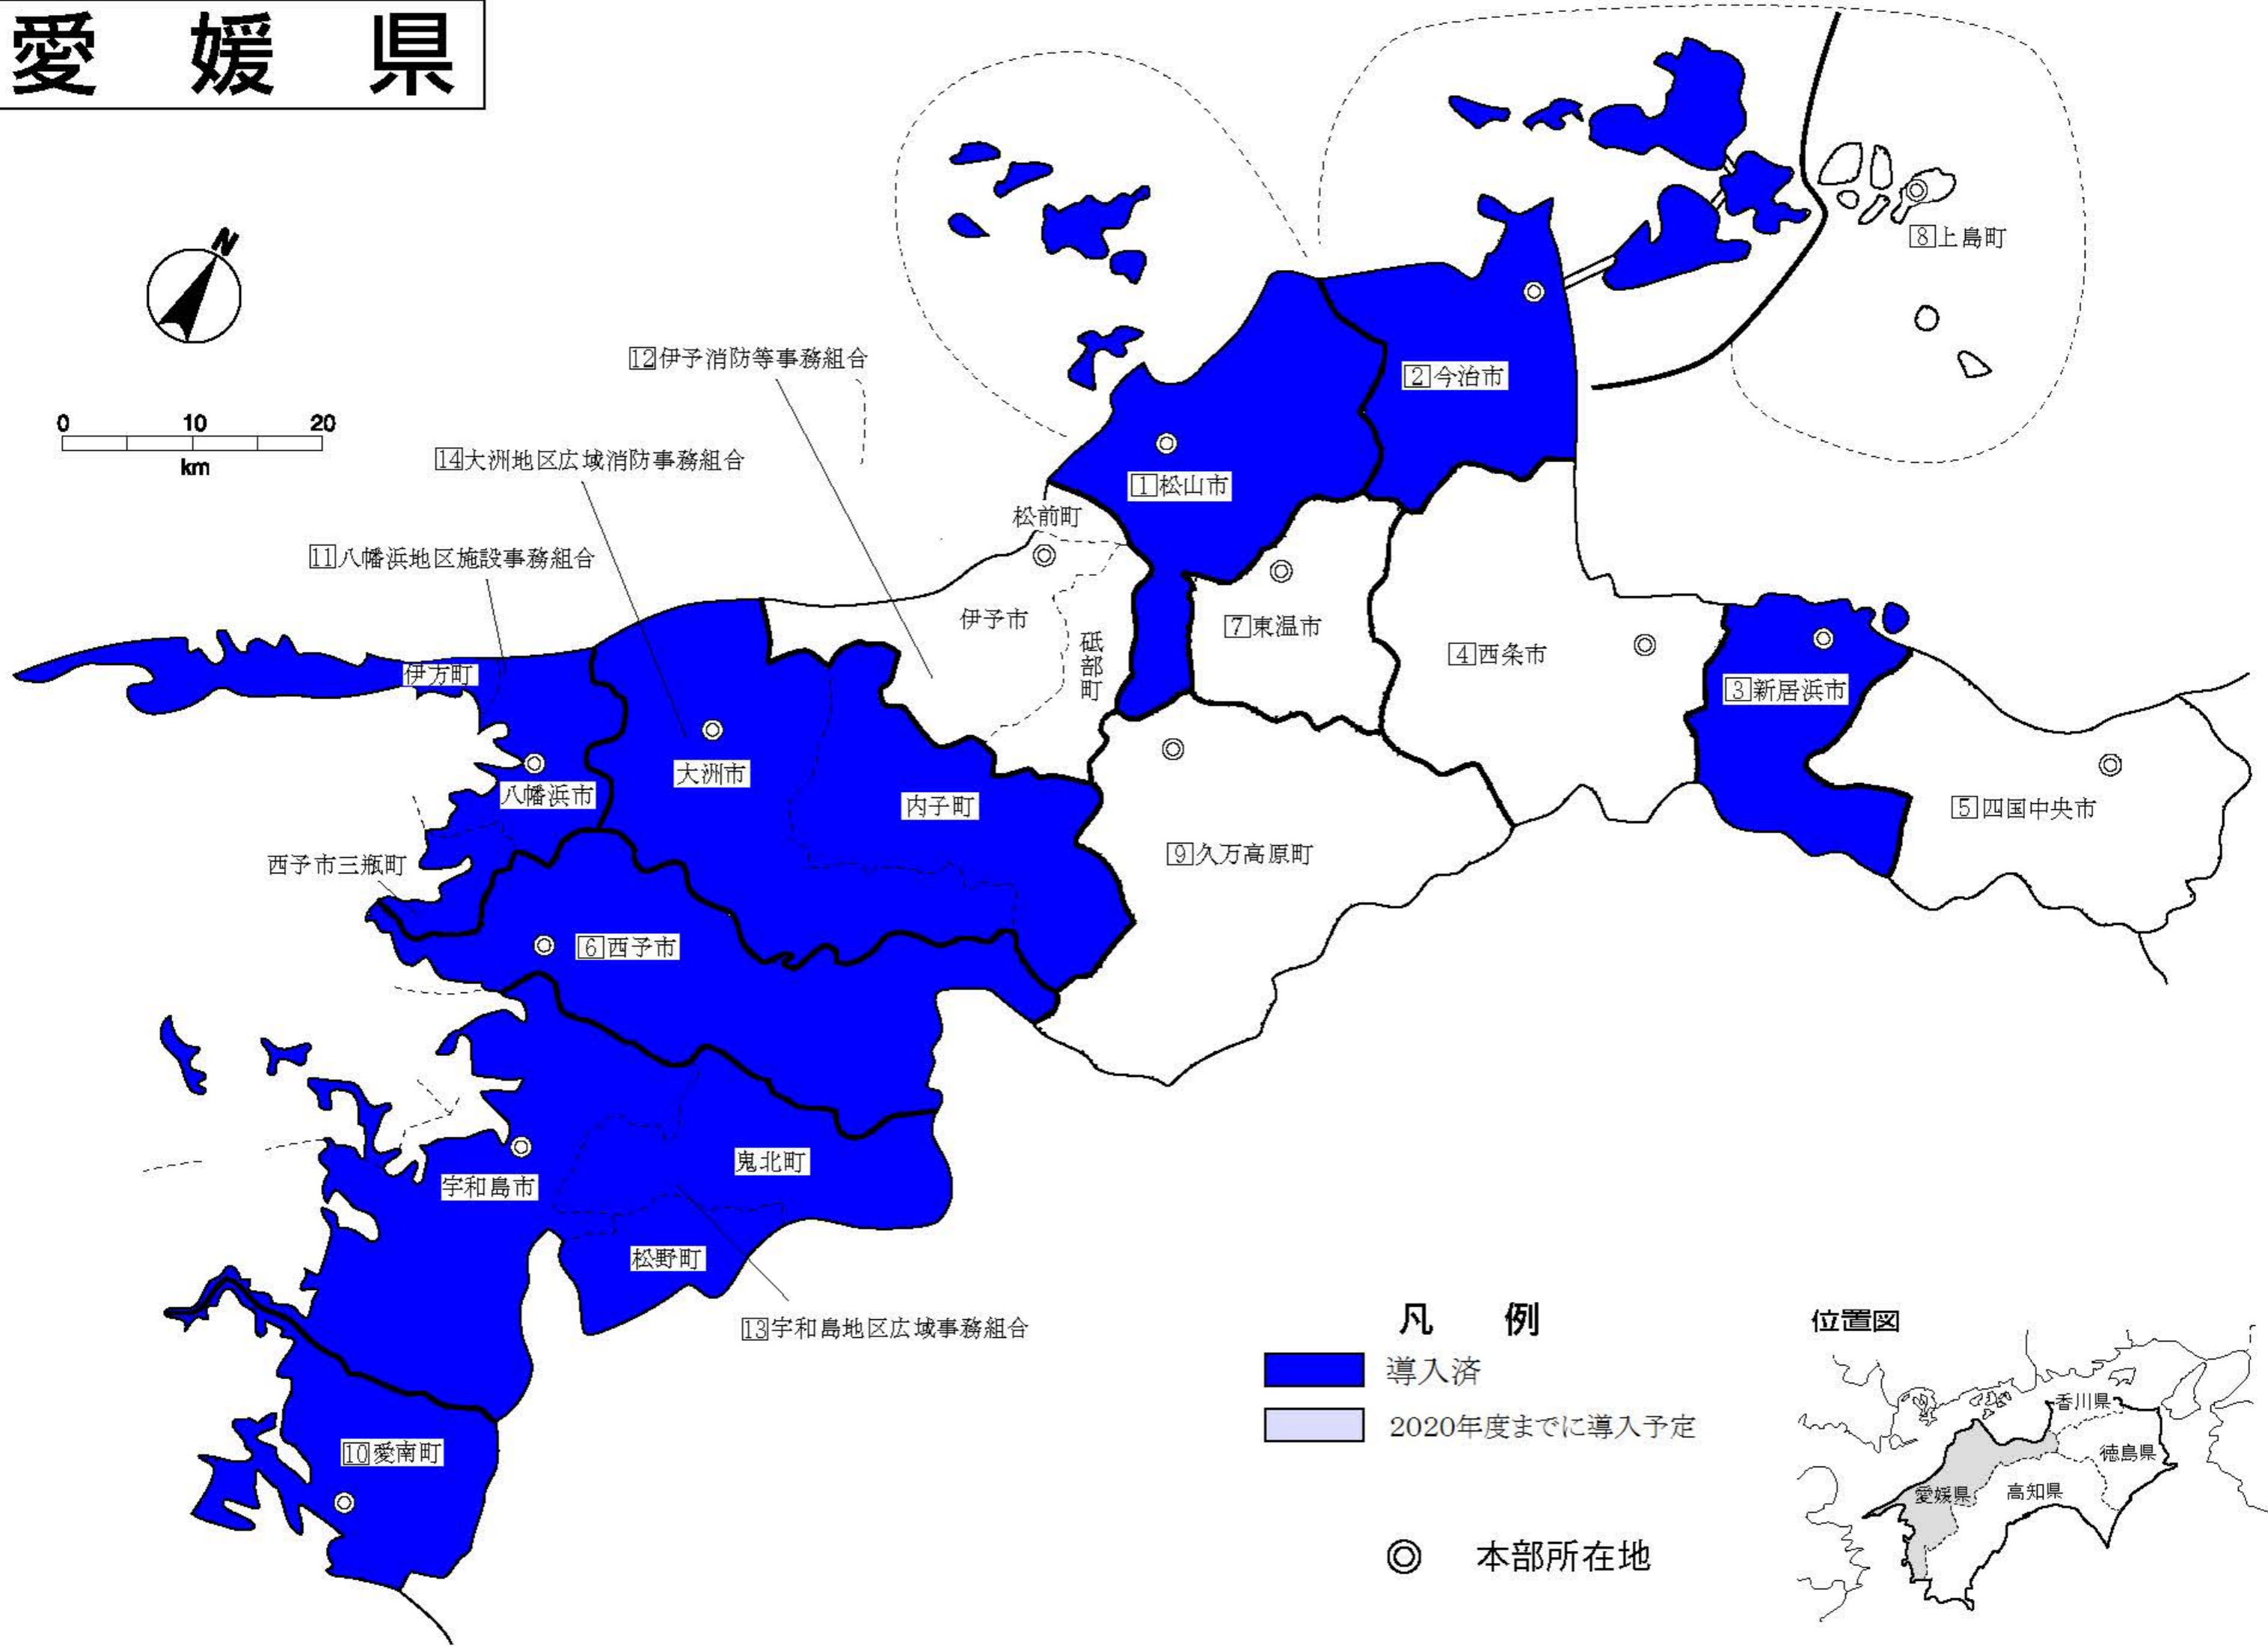 愛媛県
N
0 10 20
km
⑧上島町
⑫伊予消防等事務組合
②今治市
⑭大洲地区広域消防事務組合
①松山市
松前町
⑪八幡浜地区施設事務組合
伊予市
⑦東温市
砥部町
④西条市
伊方町
③新居浜市
大洲市
八幡浜市
内子町
⑤四国中央市
⑨久万高原町
西予市三瓶町
⑥西予市
鬼北町
宇和島市
松野町
⑬宇和島地区広域事務組合
⑩愛南町
凡例
導入済
2020年度までに導入予定
◎ 本部所在地
位置図
香川県
徳島県
愛媛県
高知県